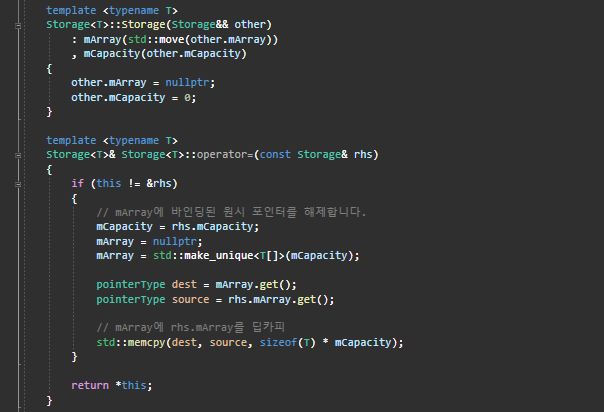 template <typename T>
Storage<T>::Storage(Storage&& other)
: mArray(std::move(other.mArray))
, mCapacity(other.mCapacity)
{
other.mArray = nullptr;
other.mCapacity = 0;
}
template <typename T>
Storage<T>& Storage<T>::operator=(const Storage& rhs)
{
if (this != &rhs)
{
// mArray에 바인딩된 원시 포인터를 해제합니다.
mCapacity = rhs.mCapacity;
mArray = nullptr;
mArray = std::make_unique<T[]>(mCapacity);
pointerType dest = mArray.get();
pointerType source = rhs.mArray.get();
// mArray에 rhs.mArray를 딥카피
std::memcpy(dest, source, sizeof(T) * mCapacity);
}
return *this;
}